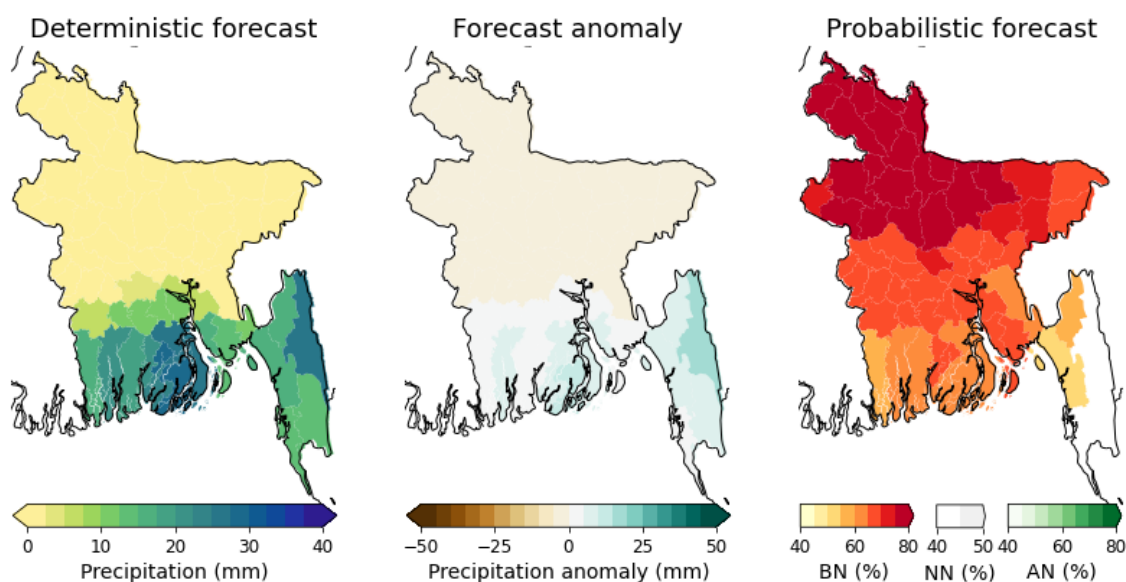 Deterministic forecast
Forecast anomaly
Probabilistic forecast
0 10 20 30 40
Precipitation (mm)
−50 −25 0 25 50
Precipitation anomaly (mm)
40 60 80
BN (%)
40 50
NN (%)
40 60 80
AN (%)